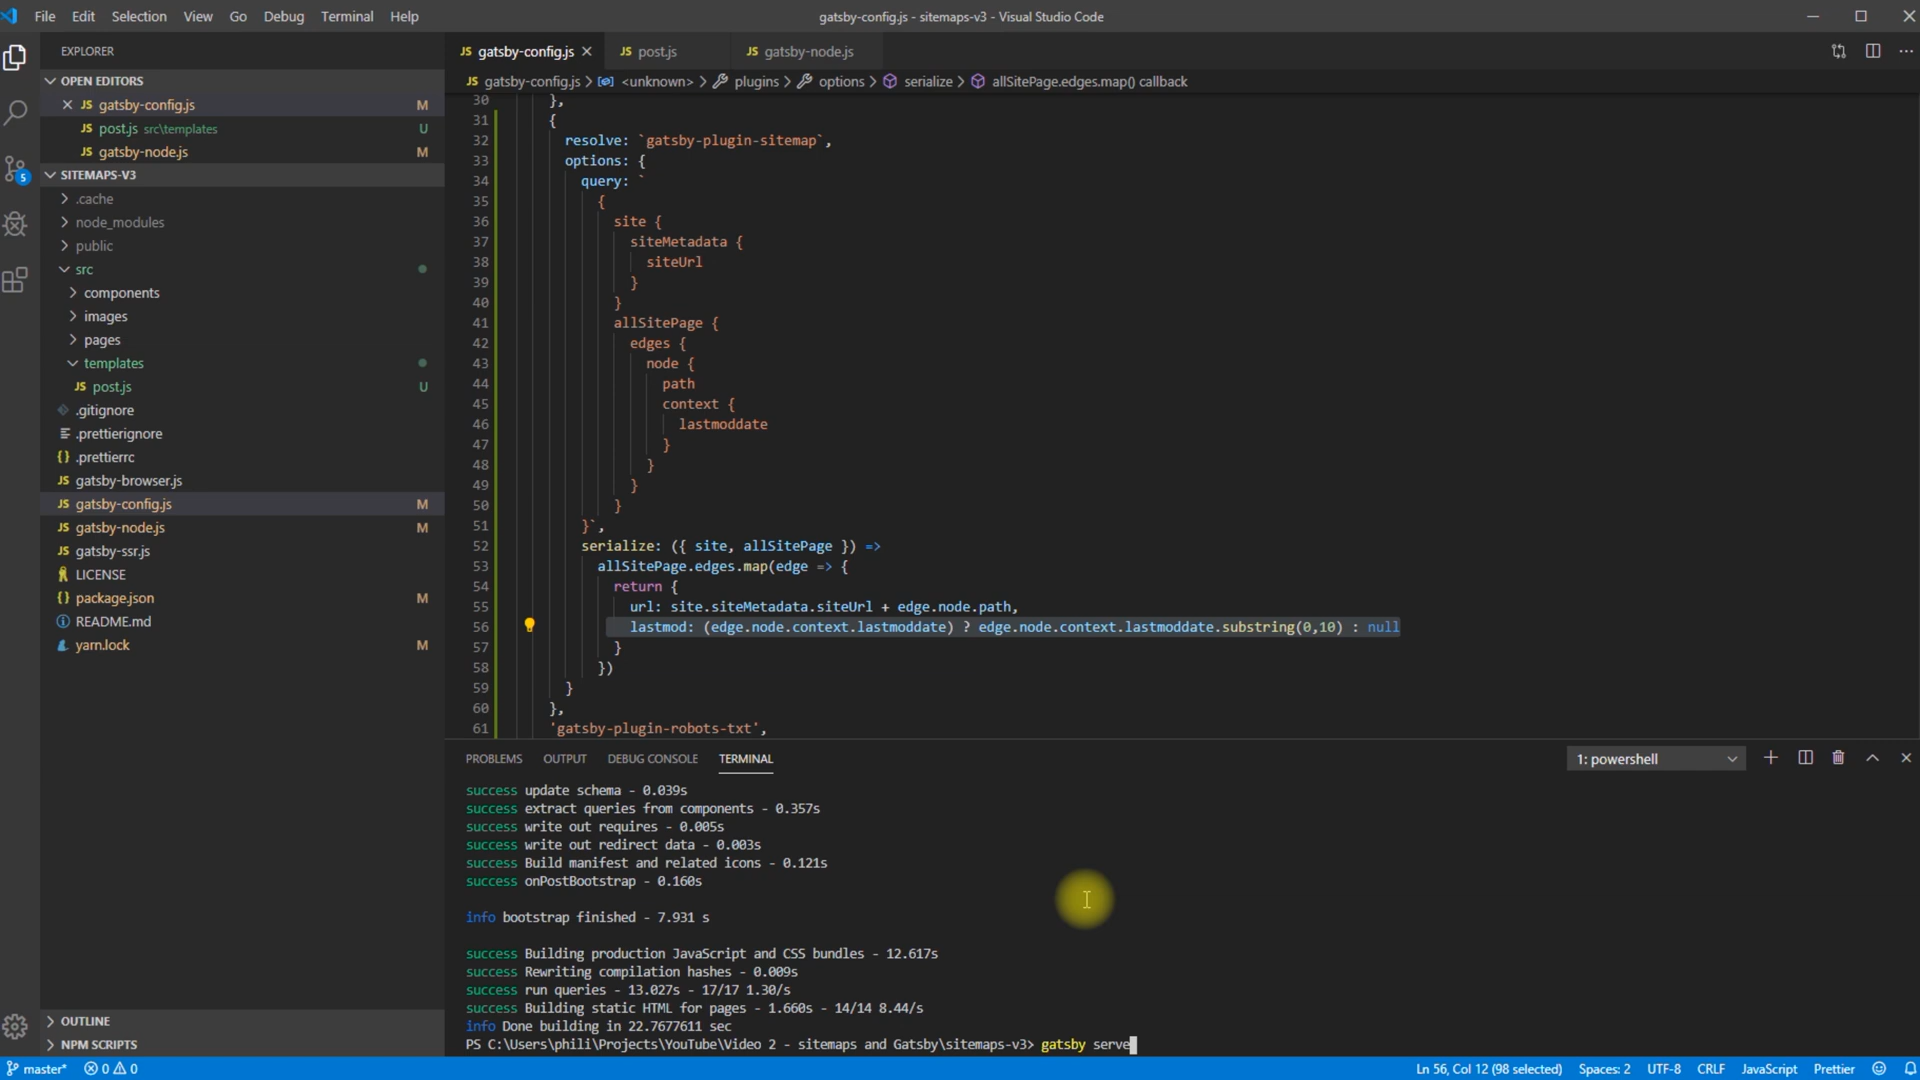 File Edit Selection View Go Debug Terminal Help
gatsby-config.js - sitemaps-v3 - Visual Studio Code
EXPLORER
OPEN EDITORS
JS gatsby-config.js M
JS post.js src\templates U
JS gatsby-node.js M
SITEMAPS-V3
.cache
node_modules
public
src
components
images
pages
templates
JS post.js U
.gitignore
.prettierignore
{} .prettierrc
JS gatsby-browser.js
JS gatsby-config.js M
JS gatsby-node.js M
JS gatsby-ssr.js
LICENSE
{} package.json M
README.md
yarn.lock M
OUTLINE
NPM SCRIPTS
5
JS gatsby-config.js JS post.js JS gatsby-node.js
JS gatsby-config.js > <unknown> > plugins > options > serialize > allSitePage.edges.map() callback
30 },
31 {
32 resolve: `gatsby-plugin-sitemap`,
33 options: {
34 query: `
35 {
36 site {
37 siteMetadata {
38 siteUrl
39 }
40 }
41 allSitePage {
42 edges {
43 node {
44 path
45 context {
46 lastmoddate
47 }
48 }
49 }
50 }
51 }`,
52 serialize: ({ site, allSitePage }) =>
53 allSitePage.edges.map(edge => {
54 return {
55 url: site.siteMetadata.siteUrl + edge.node.path,
56 lastmod: (edge.node.context.lastmoddate) ? edge.node.context.lastmoddate.substring(0,10) : null
57 }
58 })
59 }
60 },
61 'gatsby-plugin-robots-txt',
PROBLEMS OUTPUT DEBUG CONSOLE TERMINAL
1: powershell
success update schema - 0.039s
success extract queries from components - 0.357s
success write out requires - 0.005s
success write out redirect data - 0.003s
success Build manifest and related icons - 0.121s
success onPostBootstrap - 0.160s
info bootstrap finished - 7.931 s
success Building production JavaScript and CSS bundles - 12.617s
success Rewriting compilation hashes - 0.009s
success run queries - 13.027s - 17/17 1.30/s
success Building static HTML for pages - 1.660s - 14/14 8.44/s
info Done building in 22.7677611 sec
PS C:\Users\phili\Projects\YouTube\Video 2 - sitemaps and Gatsby\sitemaps-v3> gatsby serve
master* 0 0
Ln 56, Col 12 (98 selected) Spaces: 2 UTF-8 CRLF JavaScript Prettier